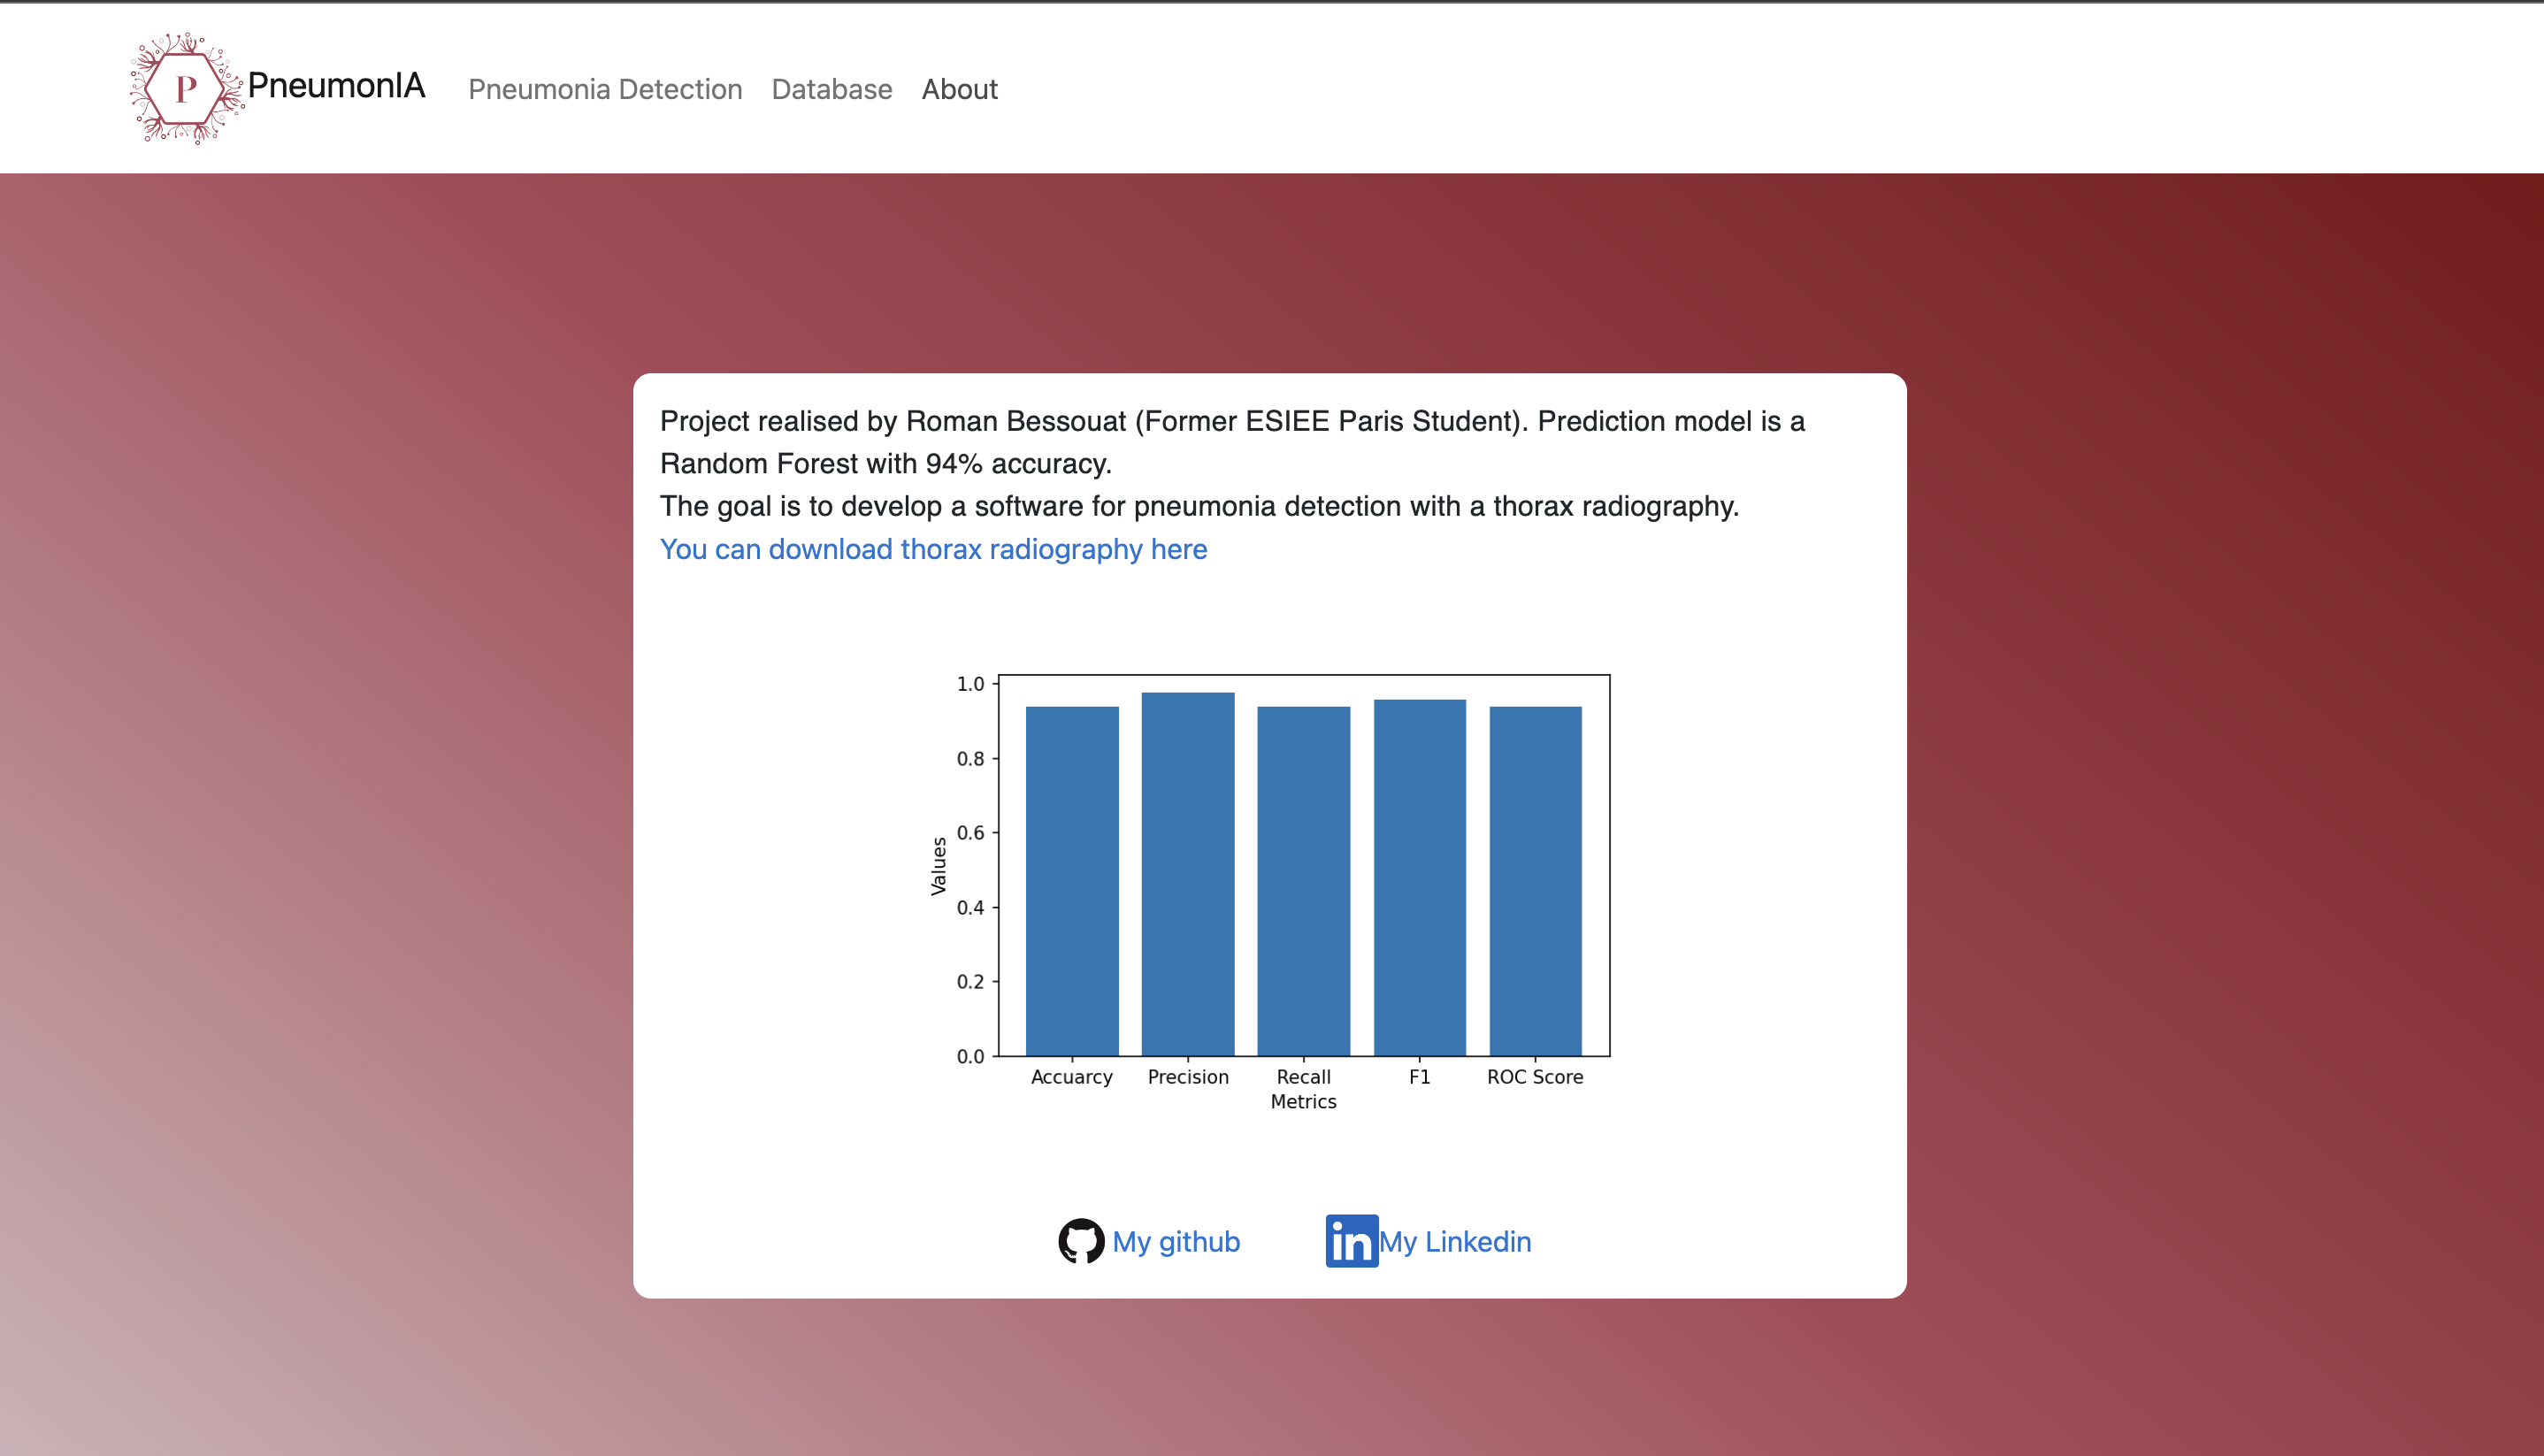 P
PneumonIA
Pneumonia Detection
Database
About
Project realised by Roman Bessouat (Former ESIEE Paris Student). Prediction model is a
Random Forest with 94% accuracy.
The goal is to develop a software for pneumonia detection with a thorax radiography.
You can download thorax radiography here
1.0
0.8
0.6
0.4
0.2
0.0
Values
Accuarcy
Precision
Recall
F1
ROC Score
Metrics
My github
in
My Linkedin